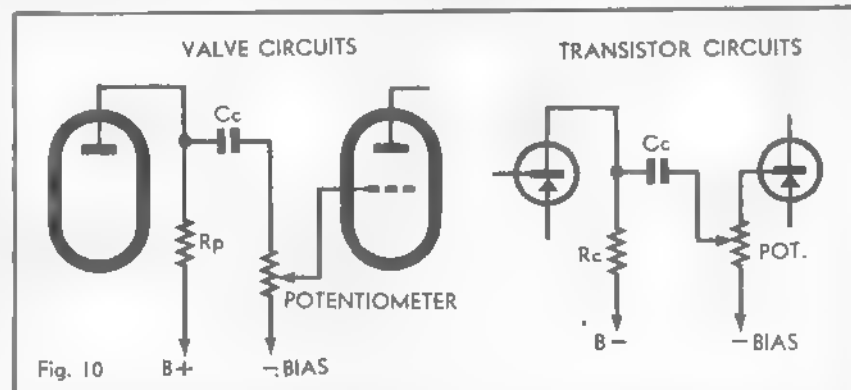 VALVE CIRCUITS
TRANSISTOR CIRCUITS
Cc
Cc
Rp
Rc
POT.
POTENTIOMETER
B-
-BIAS
Fig. 10
B+
-BIAS